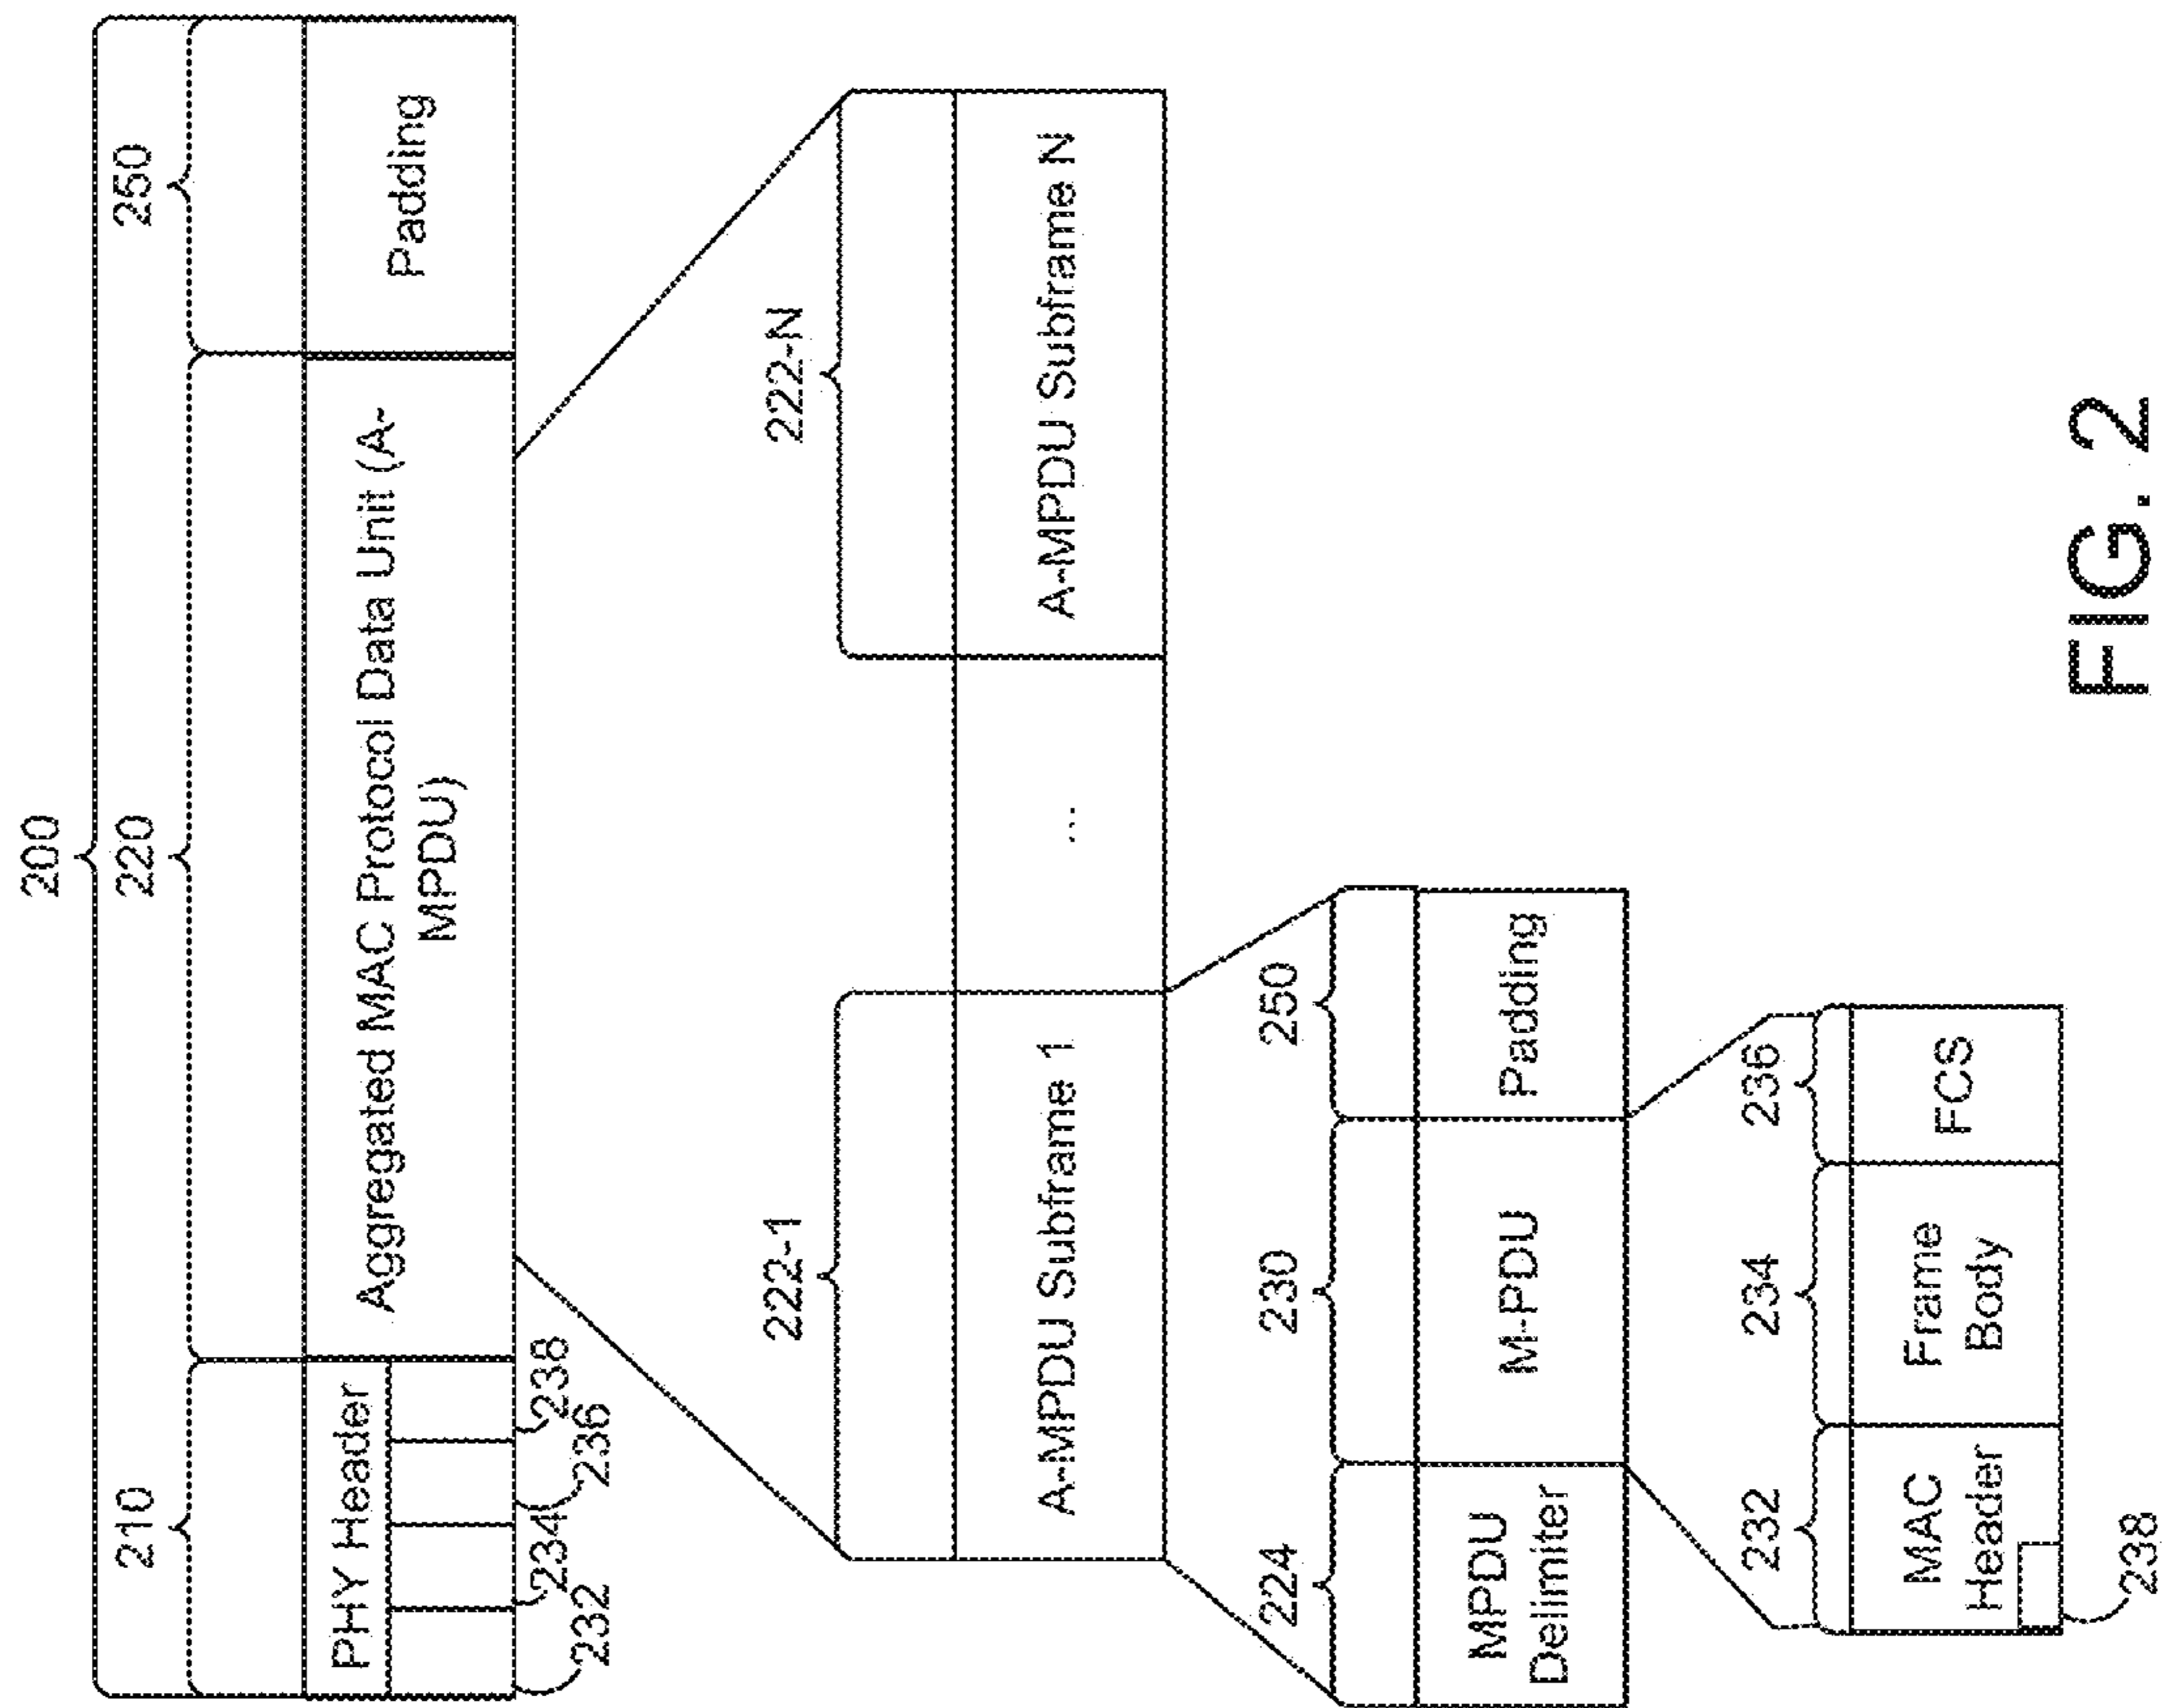 200
210
220
250
PHY Header
Aggregated MAC Protocol Data Unit (A-
MPDU)
Padding
232
234
236
238
222-1
222-N
A-MPDU Subframe 1
...
A-MPDU Subframe N
224
230
250
MPDU
Delimiter
M-PDU
Padding
232
234
236
MAC
Header
Frame
Body
FCS
238
FIG. 2